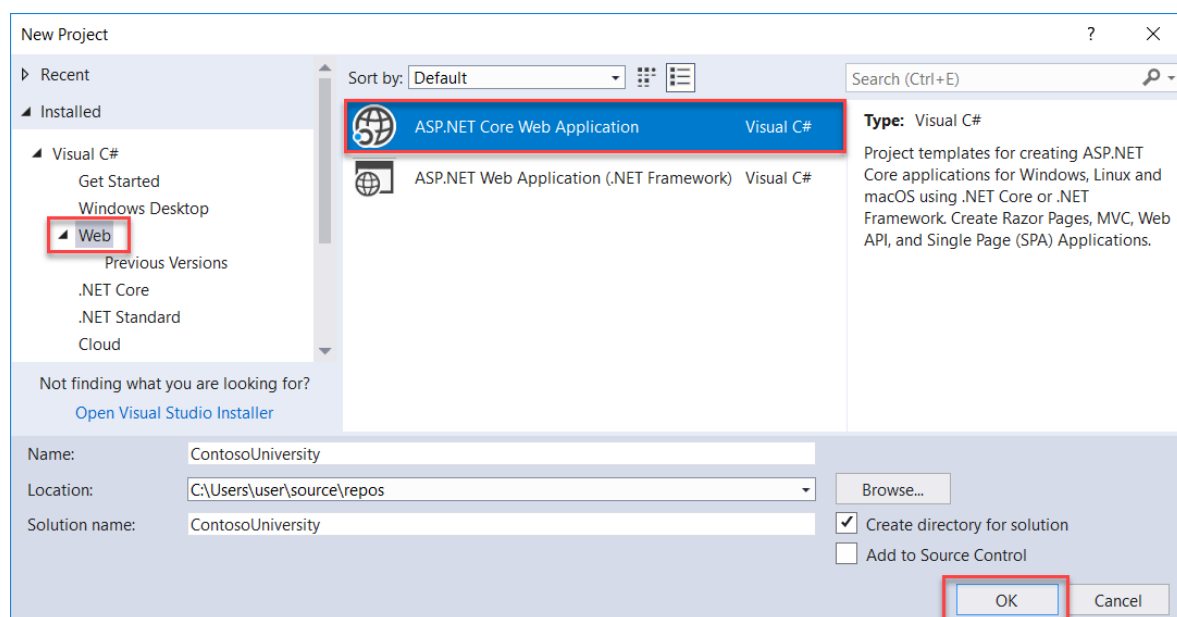 New Project
?
Recent
Installed
Visual C#
Get Started
Windows Desktop
Web
Previous Versions
.NET Core
.NET Standard
Cloud
Not finding what you are looking for?
Open Visual Studio Installer
Sort by: Default
ASP.NET Core Web Application Visual C#
ASP.NET Web Application (.NET Framework) Visual C#
Search (Ctrl+E)
Type: Visual C#
Project templates for creating ASP.NET
Core applications for Windows, Linux and
macOS using .NET Core or .NET
Framework. Create Razor Pages, MVC, Web
API, and Single Page (SPA) Applications.
Name: ContosoUniversity
Location: C:\Users\user\source\repos
Browse...
Solution name: ContosoUniversity
Create directory for solution
Add to Source Control
OK Cancel